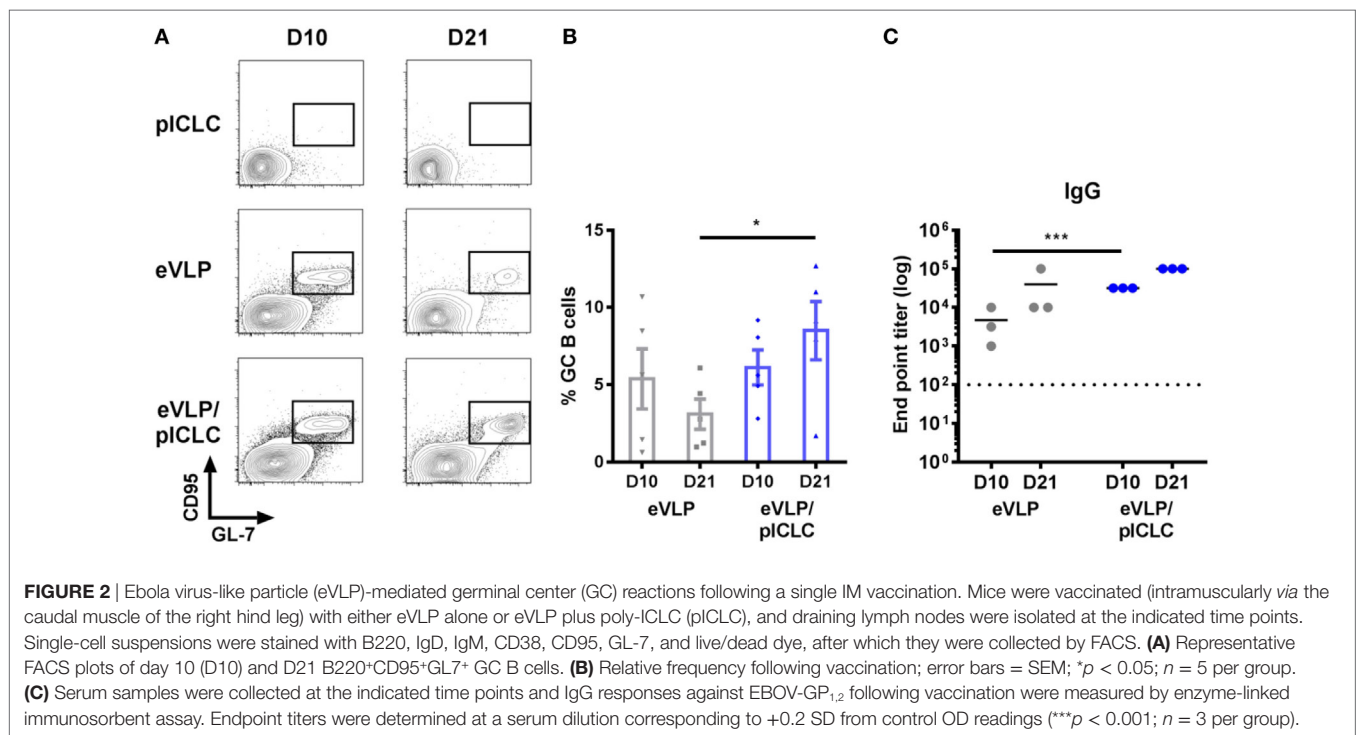 A
D10
D21
pICLC
eVLP
eVLP/
pICLC
CD95
GL-7
B
15
10
5
0
% GC B cells
*
D10
D21
D10
D21
eVLP
eVLP/
pICLC
C
IgG
10⁶
10⁵
10⁴
10³
10²
10¹
10⁰
End point titer (log)
***
D10
D21
D10
D21
eVLP
eVLP/
pICLC
FIGURE 2 | Ebola virus-like particle (eVLP)-mediated germinal center (GC) reactions following a single IM vaccination. Mice were vaccinated (intramuscularly via the
caudal muscle of the right hind leg) with either eVLP alone or eVLP plus poly-ICLC (pICLC), and draining lymph nodes were isolated at the indicated time points.
Single-cell suspensions were stained with B220, IgD, IgM, CD38, CD95, GL-7, and live/dead dye, after which they were collected by FACS. (A) Representative
FACS plots of day 10 (D10) and D21 B220⁺CD95⁺GL7⁺ GC B cells. (B) Relative frequency following vaccination; error bars = SEM; *p < 0.05; n = 5 per group.
(C) Serum samples were collected at the indicated time points and IgG responses against EBOV-GP₁,₂ following vaccination were measured by enzyme-linked
immunosorbent assay. Endpoint titers were determined at a serum dilution corresponding to +0.2 SD from control OD readings (***p < 0.001; n = 3 per group).